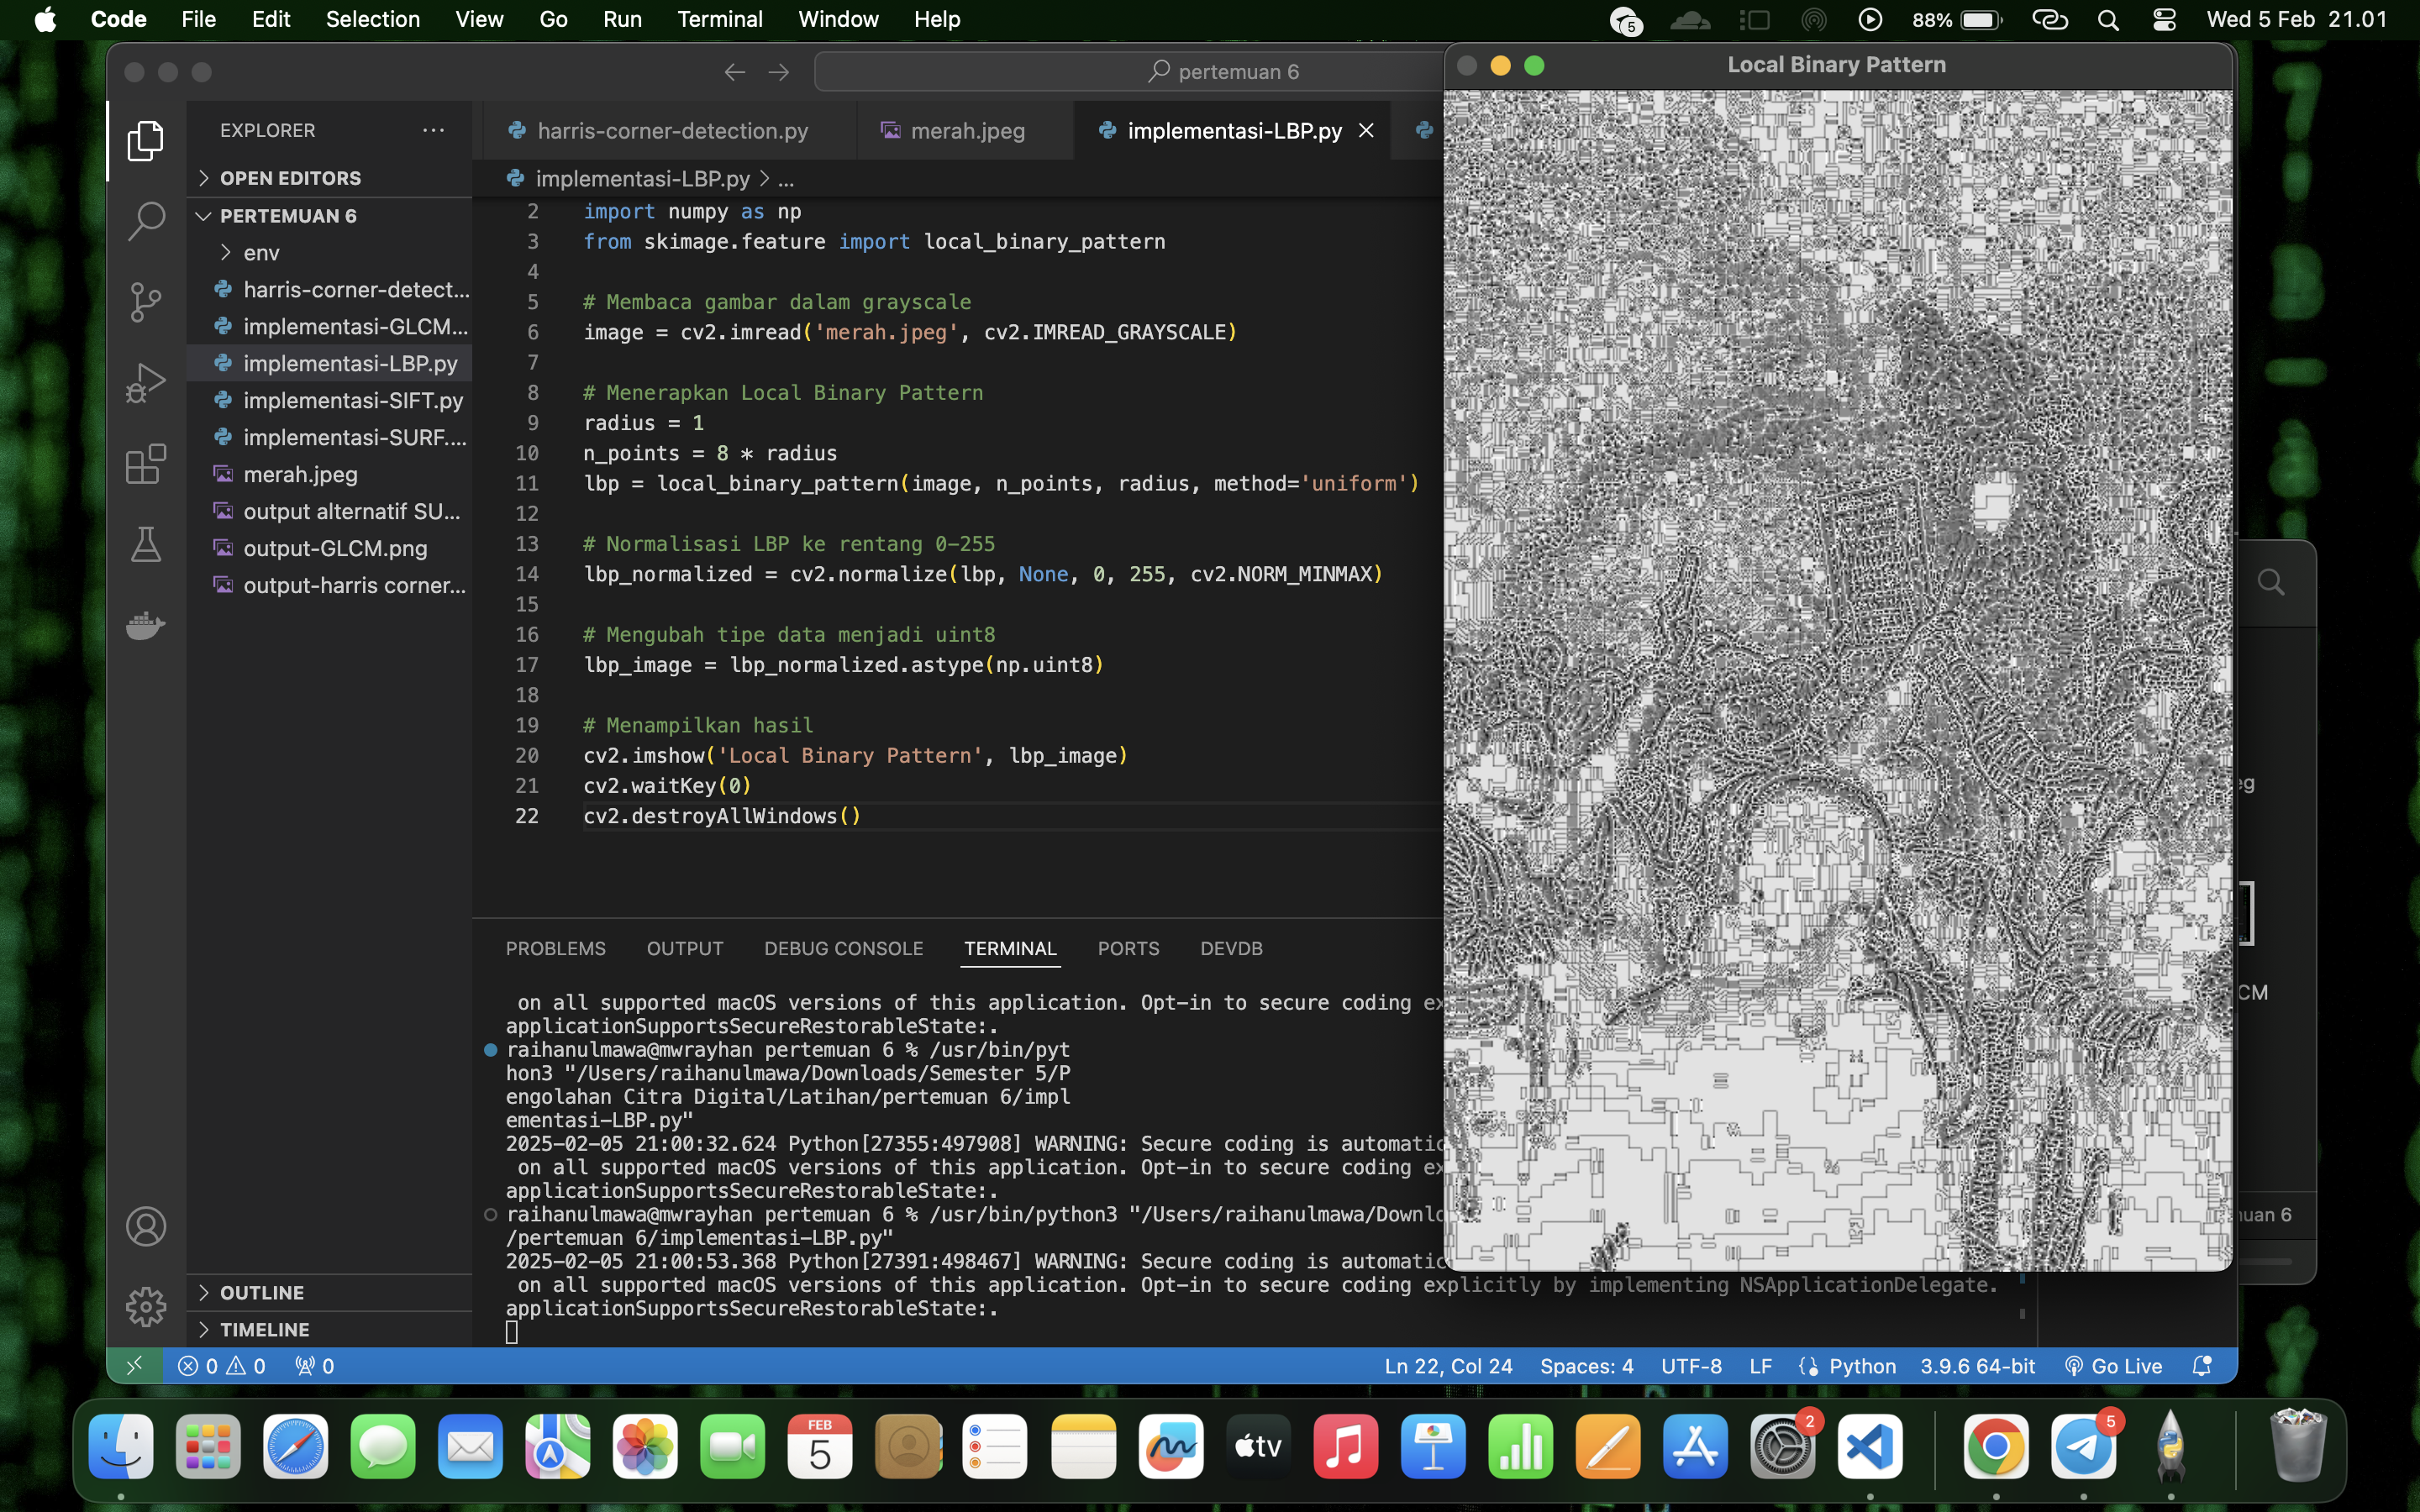 Code File Edit Selection View Go Run Terminal Window Help
5 88% Wed 5 Feb 21.01
pertemuan 6
Local Binary Pattern
EXPLORER
harris-corner-detection.py merah.jpeg implementasi-LBP.py
OPEN EDITORS
implementasi-LBP.py > ...
PERTEMUAN 6
env
harris-corner-detect...
implementasi-GLCM...
implementasi-LBP.py
implementasi-SIFT.py
implementasi-SURF....
merah.jpeg
output alternatif SU...
output-GLCM.png
output-harris corner...
OUTLINE
TIMELINE
2 import numpy as np
3 from skimage.feature import local_binary_pattern
4
5 # Membaca gambar dalam grayscale
6 image = cv2.imread('merah.jpeg', cv2.IMREAD_GRAYSCALE)
7
8 # Menerapkan Local Binary Pattern
9 radius = 1
10 n_points = 8 * radius
11 lbp = local_binary_pattern(image, n_points, radius, method='uniform')
12
13 # Normalisasi LBP ke rentang 0-255
14 lbp_normalized = cv2.normalize(lbp, None, 0, 255, cv2.NORM_MINMAX)
15
16 # Mengubah tipe data menjadi uint8
17 lbp_image = lbp_normalized.astype(np.uint8)
18
19 # Menampilkan hasil
20 cv2.imshow('Local Binary Pattern', lbp_image)
21 cv2.waitKey(0)
22 cv2.destroyAllWindows()
PROBLEMS OUTPUT DEBUG CONSOLE TERMINAL PORTS DEVDB
on all supported macOS versions of this application. Opt-in to secure coding ex
applicationSupportsSecureRestorableState:.
raihanulmawa@mwrayhan pertemuan 6 % /usr/bin/pyt
hon3 "/Users/raihanulmawa/Downloads/Semester 5/P
engolahan Citra Digital/Latihan/pertemuan 6/impl
ementasi-LBP.py"
2025-02-05 21:00:32.624 Python[27355:497908] WARNING: Secure coding is automatic
on all supported macOS versions of this application. Opt-in to secure coding ex
applicationSupportsSecureRestorableState:.
raihanulmawa@mwrayhan pertemuan 6 % /usr/bin/python3 "/Users/raihanulmawa/Downlo
/pertemuan 6/implementasi-LBP.py"
2025-02-05 21:00:53.368 Python[27391:498467] WARNING: Secure coding is automatic
on all supported macOS versions of this application. Opt-in to secure coding explicitly by implementing NSApplicationDelegate.
applicationSupportsSecureRestorableState:.
eg
CM
uan 6
0 0 0 Ln 22, Col 24 Spaces: 4 UTF-8 LF Python 3.9.6 64-bit Go Live
FEB
5
tv
2
5